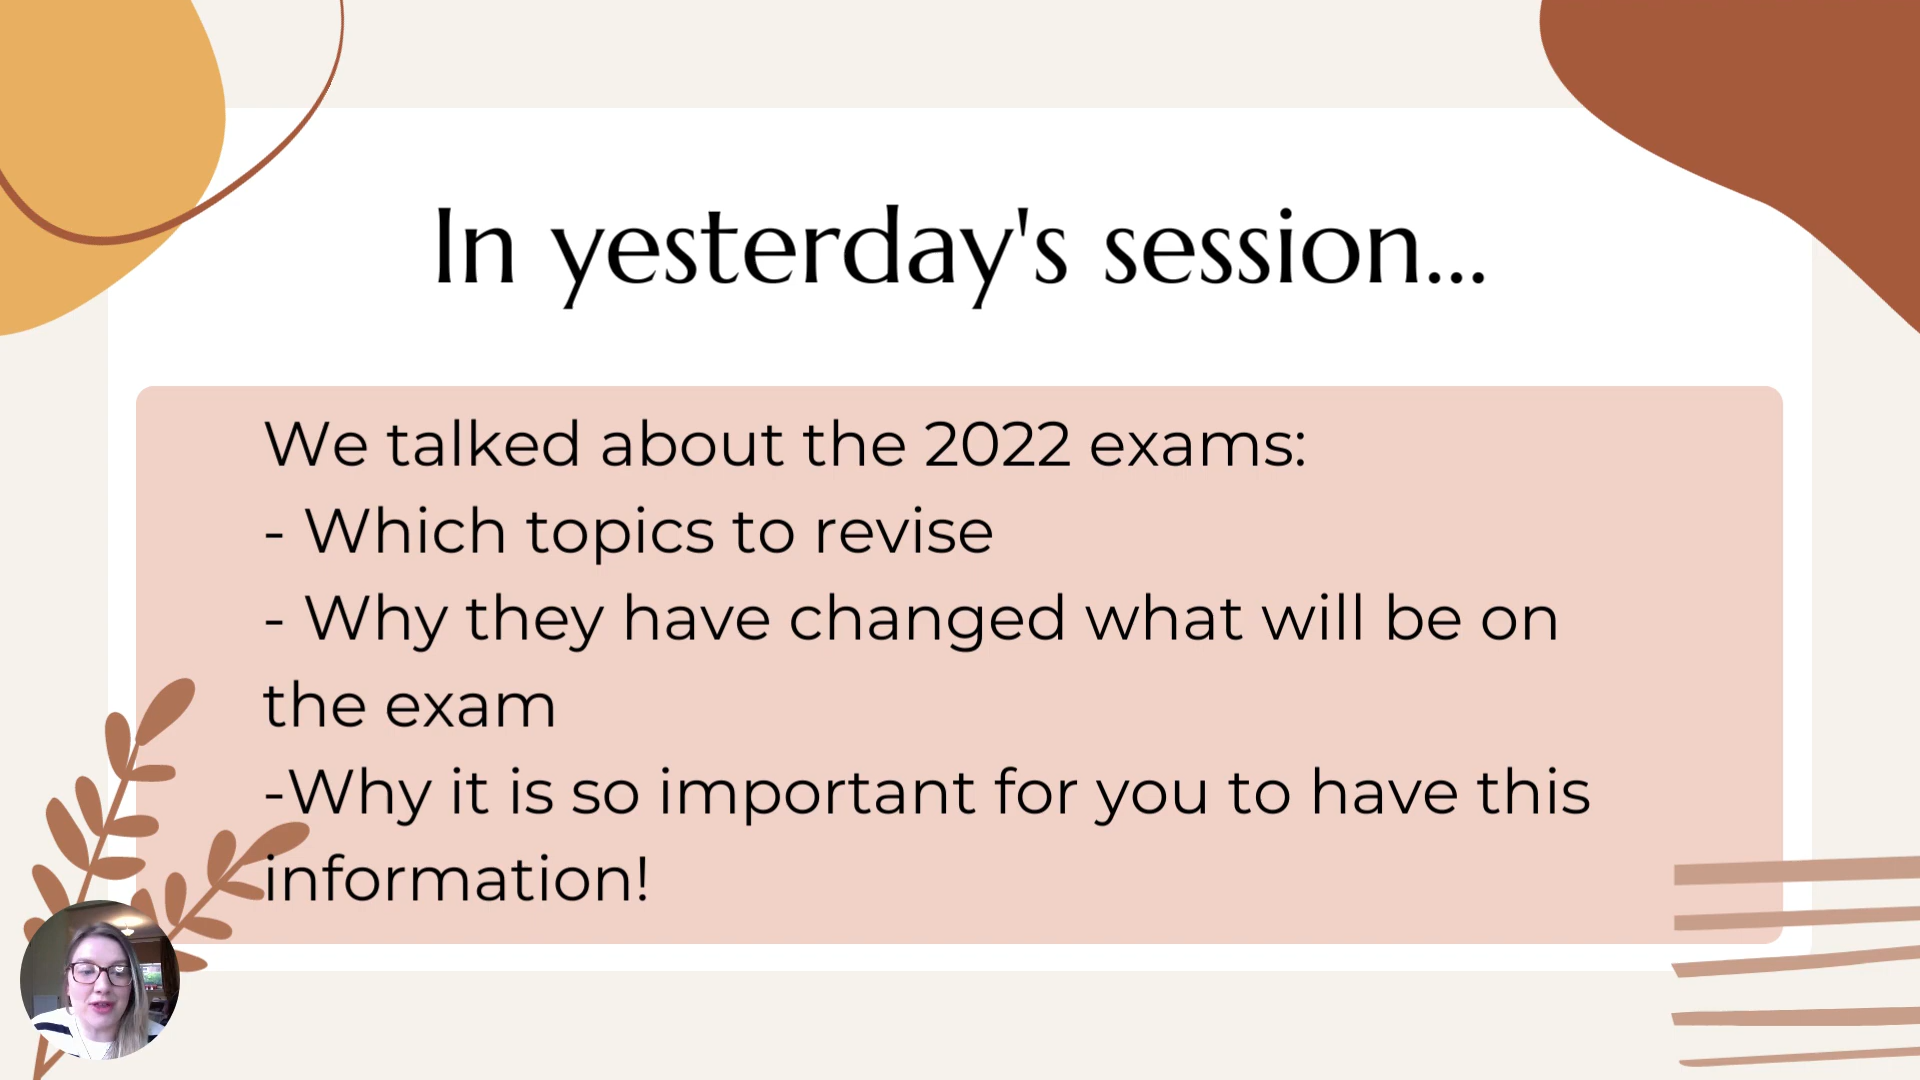 In yesterday's session...
We talked about the 2022 exams:
- Which topics to revise
- Why they have changed what will be on
the exam
-Why it is so important for you to have this
information!